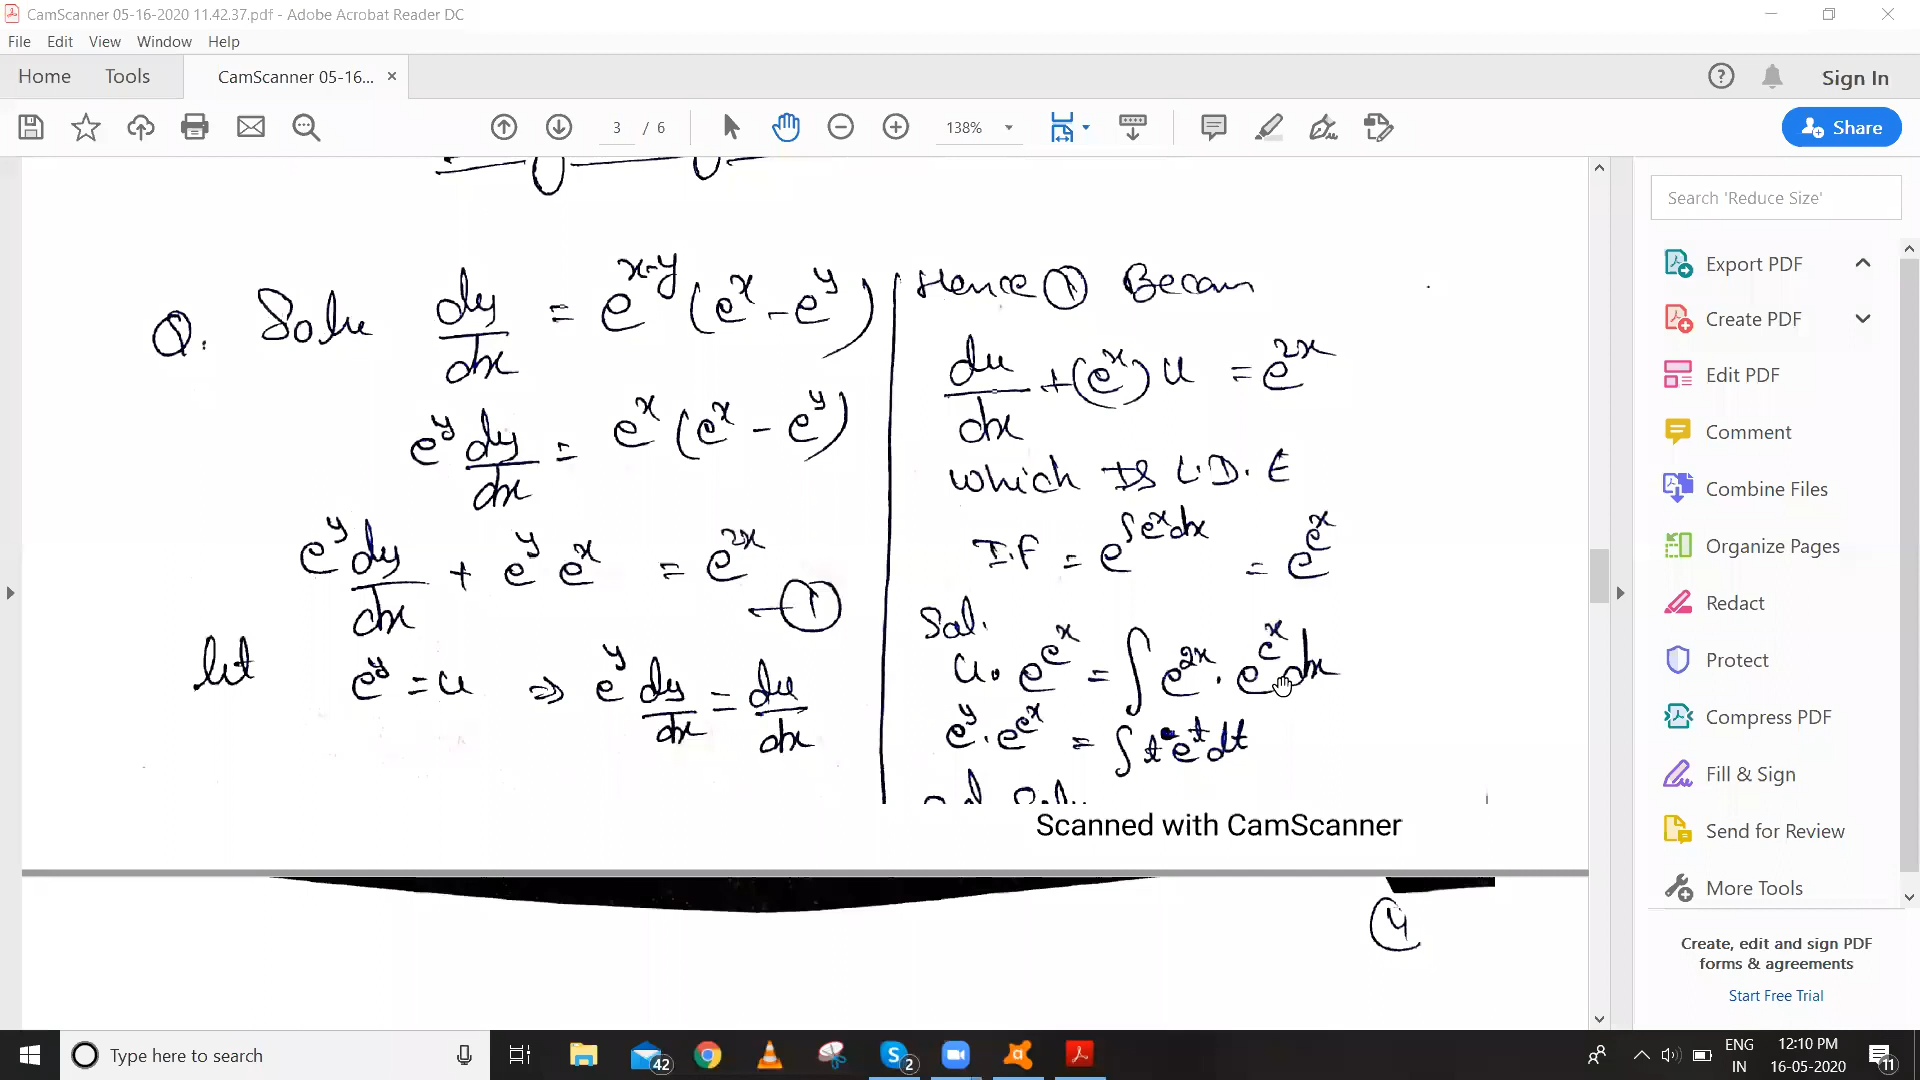 CamScanner 05-16-2020 11.42.37.pdf - Adobe Acrobat Reader DC
File Edit View Window Help
Home Tools CamScanner 05-16... × Sign In
3 / 6 138% Share
Q. Solve dy/dx = e^(x-y) (e^x - e^y)
e^y dy/dx = e^x (e^x - e^y)
e^y dy/dx + e^y e^x = e^2x — ①
let e^y = u ⇒ e^y dy/dx = du/dx
Hence ① Becom
du/dx + (e^x) u = e^2x
which Is L.D.E
I.F = e^∫e^x dx = e^e^x
Sol.
u. e^e^x = ∫ e^2x . e^e^x dx
e^y . e^e^x = ∫ t e^t dt
Scanned with CamScanner
4
Search 'Reduce Size'
Export PDF
Create PDF
Edit PDF
Comment
Combine Files
Organize Pages
Redact
Protect
Compress PDF
Fill & Sign
Send for Review
More Tools
Create, edit and sign PDF
forms & agreements
Start Free Trial
Type here to search
42
2
ENG
IN
12:10 PM
16-05-2020
11